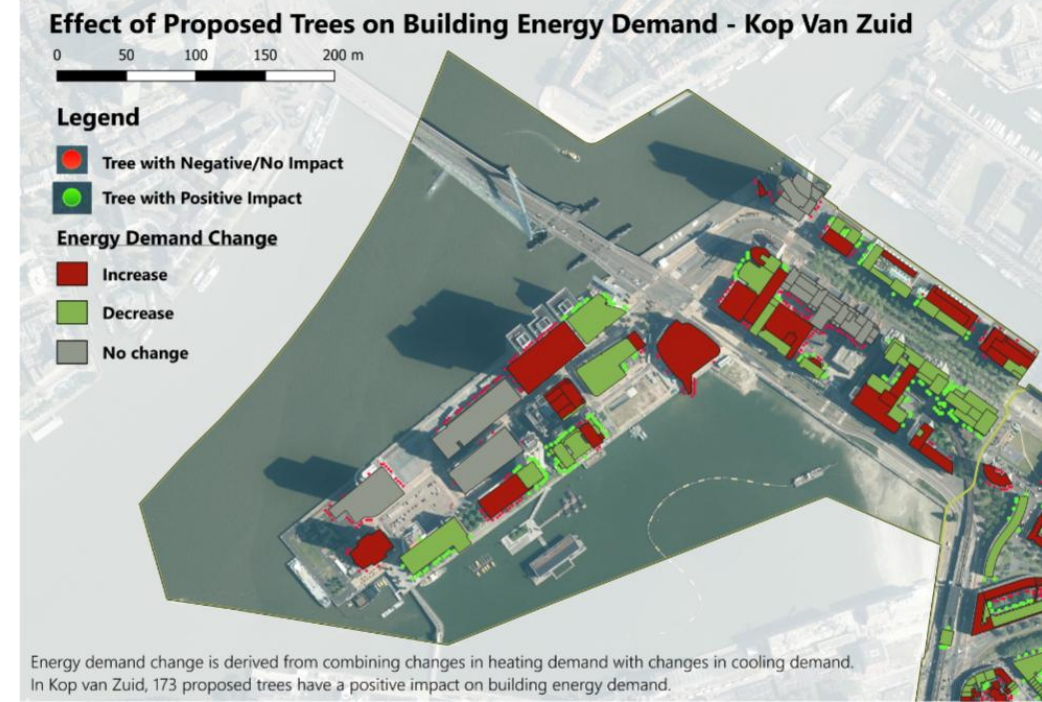 Effect of Proposed Trees on Building Energy Demand - Kop Van Zuid
0 50 100 150 200 m
Legend
Tree with Negative/No Impact
Tree with Positive Impact
Energy Demand Change
Increase
Decrease
No change
Energy demand change is derived from combining changes in heating demand with changes in cooling demand.
In Kop van Zuid, 173 proposed trees have a positive impact on building energy demand.